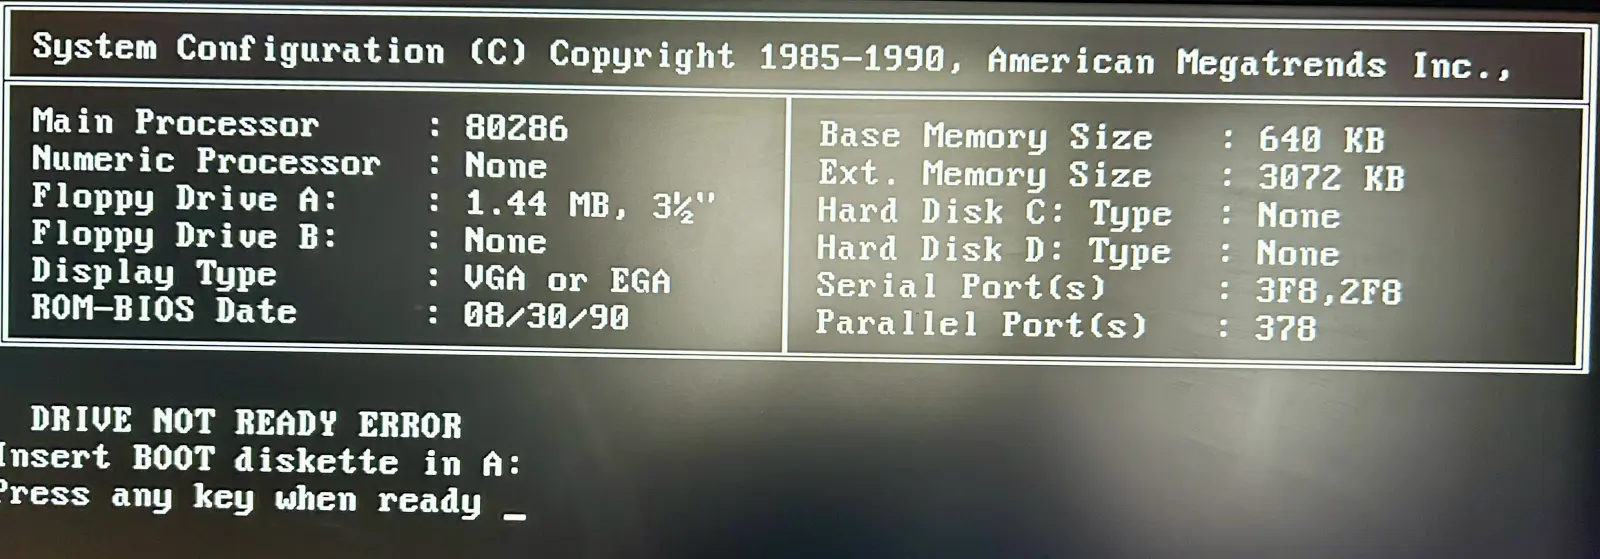 System Configuration (C) Copyright 1985-1990, American Megatrends Inc.,
Main Processor : 80286
Numeric Processor : None
Floppy Drive A: : 1.44 MB, 3½"
Floppy Drive B: : None
Display Type : VGA or EGA
ROM-BIOS Date : 08/30/90
Base Memory Size : 640 KB
Ext. Memory Size : 3072 KB
Hard Disk C: Type : None
Hard Disk D: Type : None
Serial Port(s) : 3F8,2F8
Parallel Port(s) : 378
DRIVE NOT READY ERROR
Insert BOOT diskette in A:
Press any key when ready _